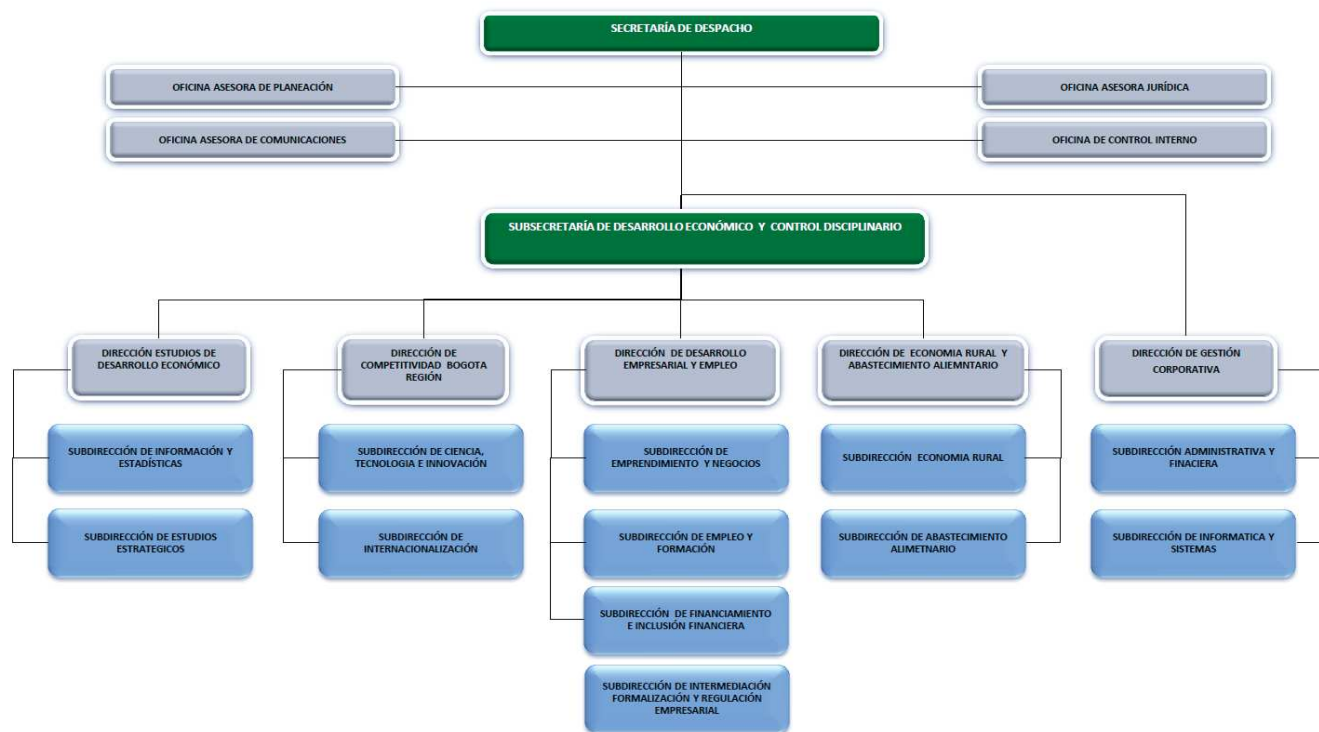 SECRETARÍA DE DESPACHO
OFICINA ASESORA DE PLANEACIÓN
OFICINA ASESORA JURÍDICA
OFICINA ASESORA DE COMUNICACIONES
OFICINA DE CONTROL INTERNO
SUBSECRETARÍA DE DESARROLLO ECONÓMICO Y CONTROL DISCIPLINARIO
DIRECCIÓN ESTUDIOS DE
DESARROLLO ECONÓMICO
DIRECCIÓN DE
COMPETITIVIDAD BOGOTA
REGIÓN
DIRECCIÓN DE DESARROLLO
EMPRESARIAL Y EMPLEO
DIRECCIÓN DE ECONOMIA RURAL Y
ABASTECIMIENTO ALIEMNTARIO
DIRECCIÓN DE GESTIÓN
CORPORATIVA
SUBDIRECCIÓN DE INFORMACIÓN Y
ESTADÍSTICAS
SUBDIRECCIÓN DE CIENCIA,
TECNOLOGIA E INNOVACIÓN
SUBDIRECCIÓN DE
EMPRENDIMIENTO Y NEGOCIOS
SUBDIRECCIÓN ECONOMIA RURAL
SUBDIRECCIÓN ADMINISTRATIVA Y
FINACIERA
SUBDIRECCIÓN DE ESTUDIOS
ESTRATEGICOS
SUBDIRECCIÓN DE
INTERNACIONALIZACIÓN
SUBDIRECCIÓN DE EMPLEO Y
FORMACIÓN
SUBDIRECCIÓN DE ABASTECIMIENTO
ALIMETNARIO
SUBDIRECCIÓN DE INFORMATICA Y
SISTEMAS
SUBDIRECCIÓN DE FINANCIAMIENTO
E INCLUSIÓN FINANCIERA
SUBDIRECCIÓN DE INTERMEDIACIÓN
FORMALIZACIÓN Y REGULACIÓN
EMPRESARIAL